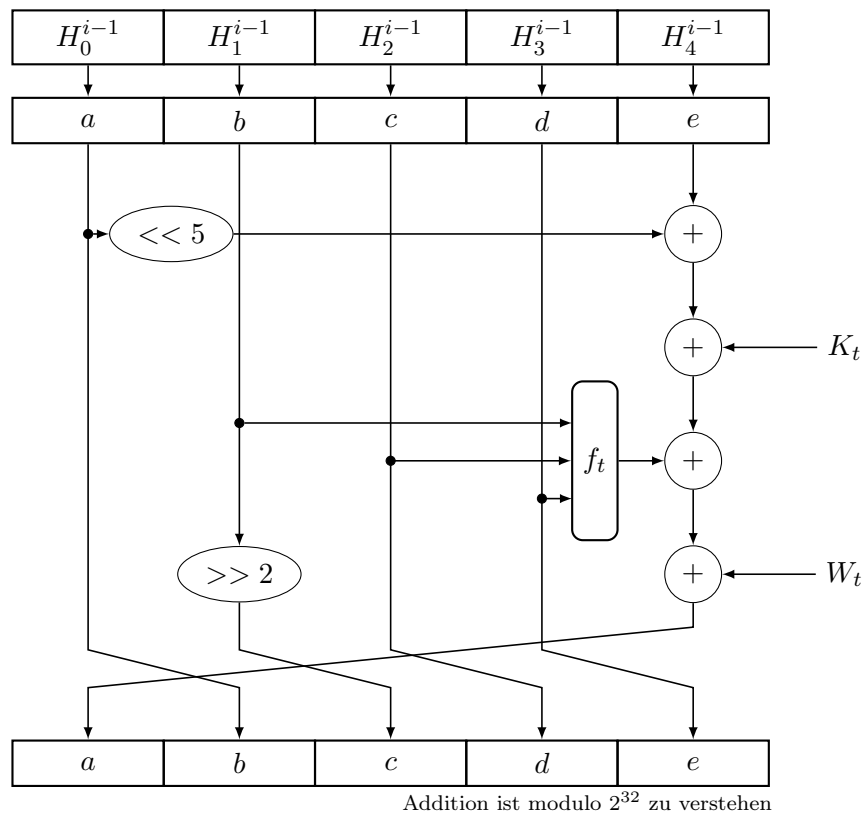 H_0^{i-1} H_1^{i-1} H_2^{i-1} H_3^{i-1} H_4^{i-1}
a b c d e
<< 5 +
+ K_t
f_t +
>> 2 + W_t
a b c d e
Addition ist modulo 2^{32} zu verstehen